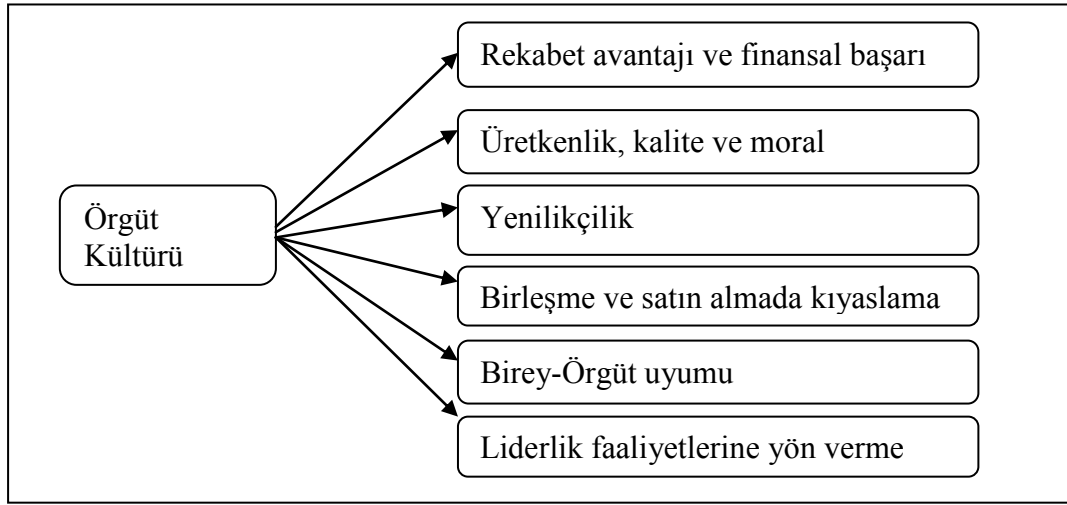 Rekabet avantajı ve finansal başarı
Üretkenlik, kalite ve moral
Örgüt
Kültürü
Yenilikçilik
Birleşme ve satın almada kıyaslama
Birey-Örgüt uyumu
Liderlik faaliyetlerine yön verme